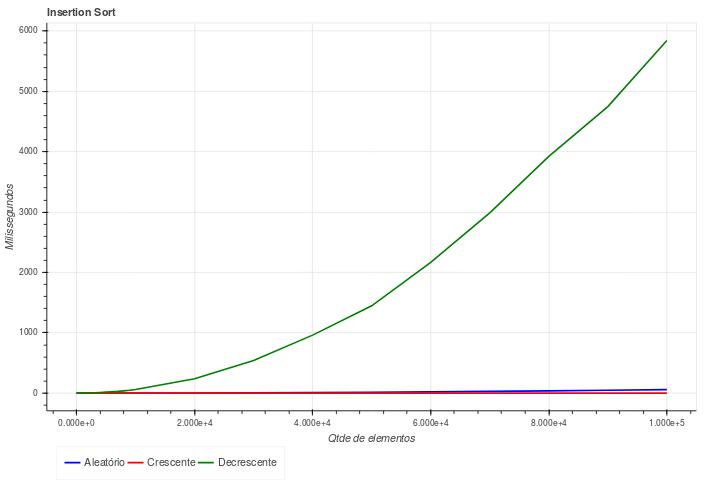 Insertion Sort
6000
5000
4000
3000
2000
1000
0
Milissegundos
0.000e+0 2.000e+4 4.000e+4 6.000e+4 8.000e+4 1.000e+5
Qtde de elementos
Aleatório Crescente Decrescente